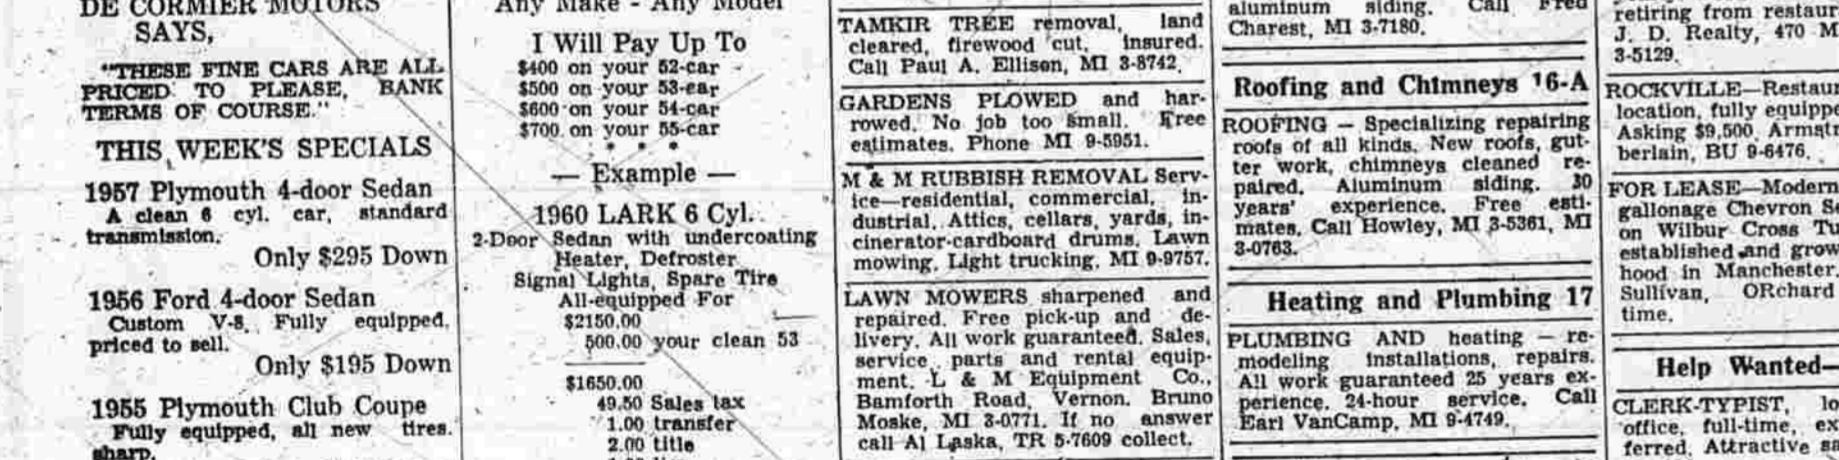 DE CORMIER MOTORS
SAYS,
"THESE FINE CARS ARE ALL
PRICED TO PLEASE, BANK
TERMS OF COURSE."
THIS WEEK'S SPECIALS
1957 Plymouth 4-door Sedan
A clean 6 cyl. car, standard
transmission.
Only $295 Down
1956 Ford 4-door Sedan
Custom V-8. Fully equipped,
priced to sell.
Only $195 Down
1955 Plymouth Club Coupe
Fully equipped, all new tires.
sharp.
Any Make - Any Model
I Will Pay Up To
$400 on your 52-car
$500 on your 53-car
$600 on your 54-car
$700 on your 55-car
* * *
— Example —
1960 LARK 6 Cyl.
2-Door Sedan with undercoating
Heater, Defroster
Signal Lights, Spare Tire
All-equipped For
$2150.00
500.00 your clean 53
$1650.00
49.50 Sales tax
1.00 transfer
2.00 title
TAMKIR TREE removal, land
cleared, firewood cut, insured.
Call Paul A. Ellison, MI 3-8742.
GARDENS PLOWED and har-
rowed. No job too small. Free
estimates. Phone MI 9-5951.
M & M RUBBISH REMOVAL Serv-
ice—residential, commercial, in-
dustrial. Attics, cellars, yards, in-
cinerator-cardboard drums. Lawn
mowing. Light trucking. MI 9-9757.
LAWN MOWERS sharpened and
repaired. Free pick-up and de-
livery. All work guaranteed. Sales,
service, parts and rental equip-
ment. L & M Equipment Co.,
Bamforth Road, Vernon. Bruno
Moske, MI 3-0771. If no answer
call Al Laska, TR 5-7609 collect.
aluminum siding. Call Fred
Charest, MI 3-7180.
Roofing and Chimneys 16-A
ROOFING — Specializing repairing
roofs of all kinds. New roofs, gut-
ter work, chimneys cleaned re-
paired. Aluminum siding. 30
years' experience. Free esti-
mates. Call Howley, MI 3-5361, MI
3-0763.
Heating and Plumbing 17
PLUMBING AND heating — re-
modeling installations, repairs.
All work guaranteed 25 years ex-
perience. 24-hour service. Call
Earl VanCamp, MI 9-4749.
retiring from restaur
J. D. Realty, 470 M
3-5129.
ROCKVILLE—Restaur
location, fully equippe
Asking $9,500. Armstr
berlain, BU 9-6476.
FOR LEASE—Modern
gallonage Chevron Se
on Wilbur Cross Tu
established and grow
hood in Manchester.
Sullivan, ORchard
time.
Help Wanted—
CLERK-TYPIST, lo
office, full-time, ex
ferred. Attractive sa